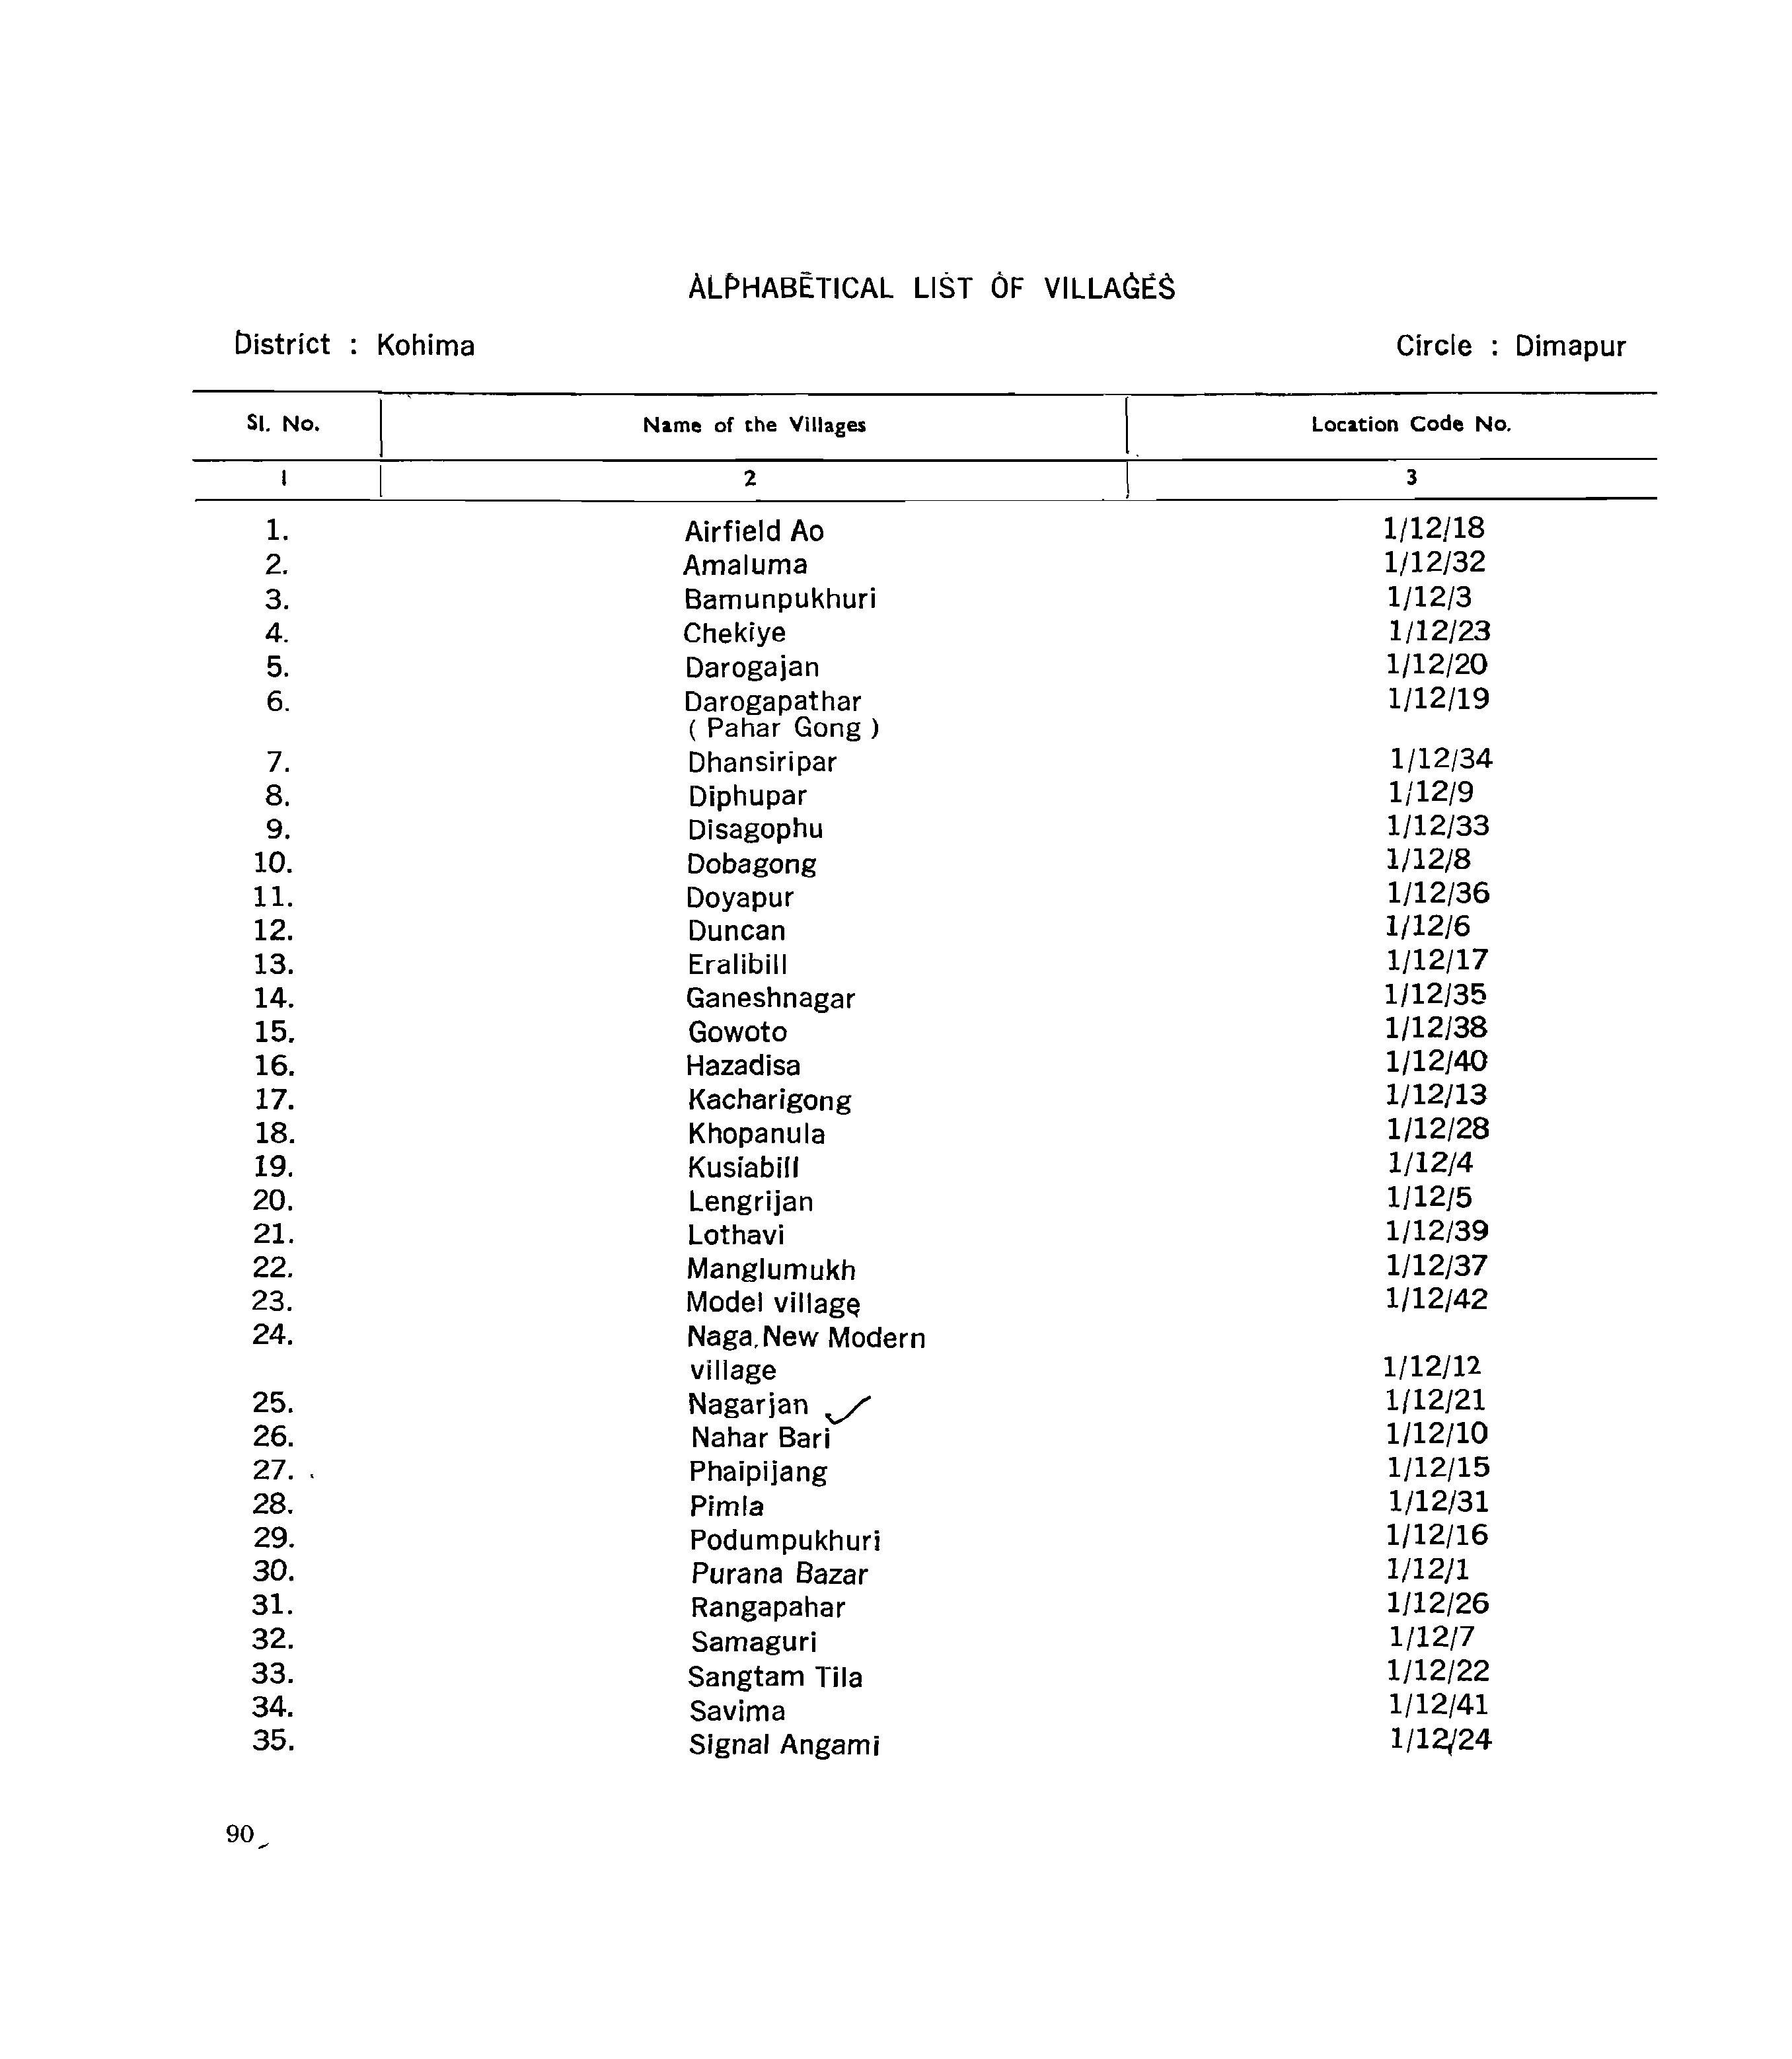 ALPHABETICAL LIST OF VILLAGES
District : Kohima Circle : Dimapur
Sl. No. Name of the Villages Location Code No.
1 2 3
1. Airfield Ao 1/12/18
2. Amaluma 1/12/32
3. Bamunpukhuri 1/12/3
4. Chekiye 1/12/23
5. Darogajan 1/12/20
6. Darogapathar 1/12/19
( Pahar Gong )
7. Dhansiripar 1/12/34
8. Diphupar 1/12/9
9. Disagophu 1/12/33
10. Dobagong 1/12/8
11. Doyapur 1/12/36
12. Duncan 1/12/6
13. Eralibill 1/12/17
14. Ganeshnagar 1/12/35
15. Gowoto 1/12/38
16. Hazadisa 1/12/40
17. Kacharigong 1/12/13
18. Khopanula 1/12/28
19. Kusiabill 1/12/4
20. Lengrijan 1/12/5
21. Lothavi 1/12/39
22. Manglumukh 1/12/37
23. Model village 1/12/42
24. Naga, New Modern
village 1/12/12
25. Nagarjan 1/12/21
26. Nahar Bari 1/12/10
27. Phaipijang 1/12/15
28. Pimla 1/12/31
29. Podumpukhuri 1/12/16
30. Purana Bazar 1/12/1
31. Rangapahar 1/12/26
32. Samaguri 1/12/7
33. Sangtam Tila 1/12/22
34. Savima 1/12/41
35. Signal Angami 1/12/24
90